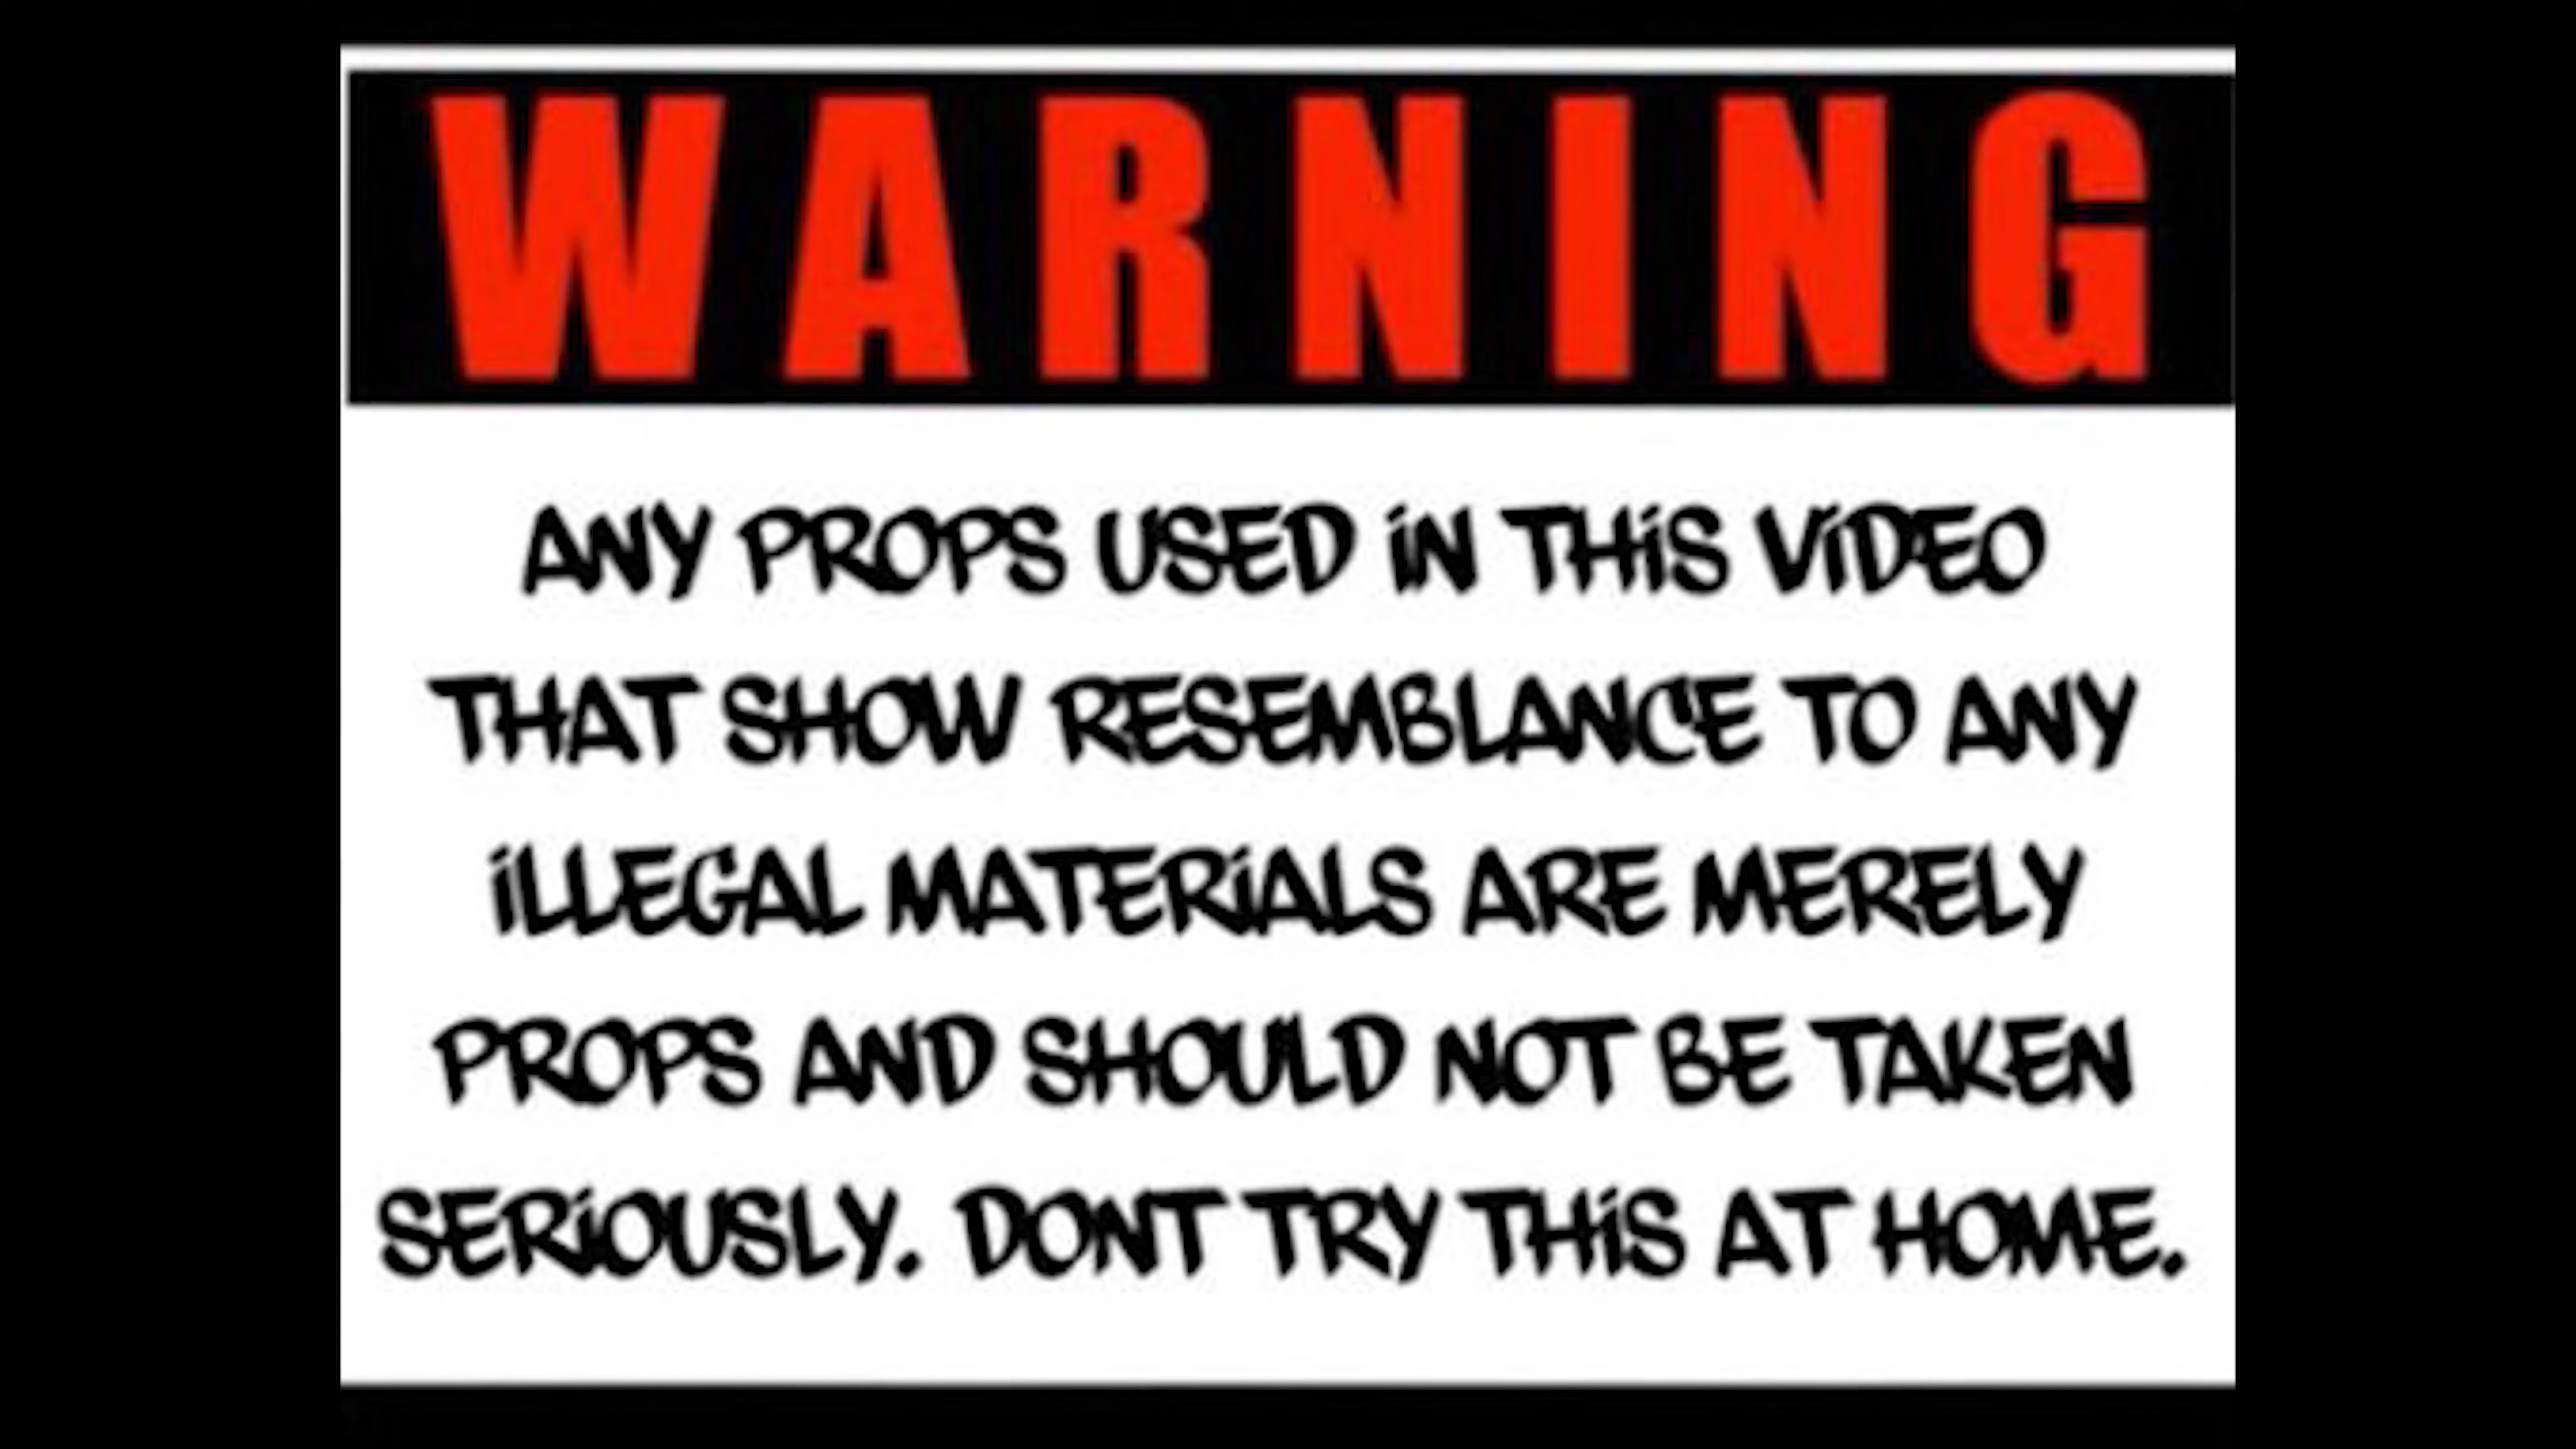 WARNING
ANY PROPS USED iN THiS ViDEO
THAT SHOW RESEMBLANCE TO ANY
iLLEGAL MATERiALS ARE MERELY
PROPS AND SHOULD NOT BE TAKEN
SERiOUSLY. DONT TRY THiS AT HOME.